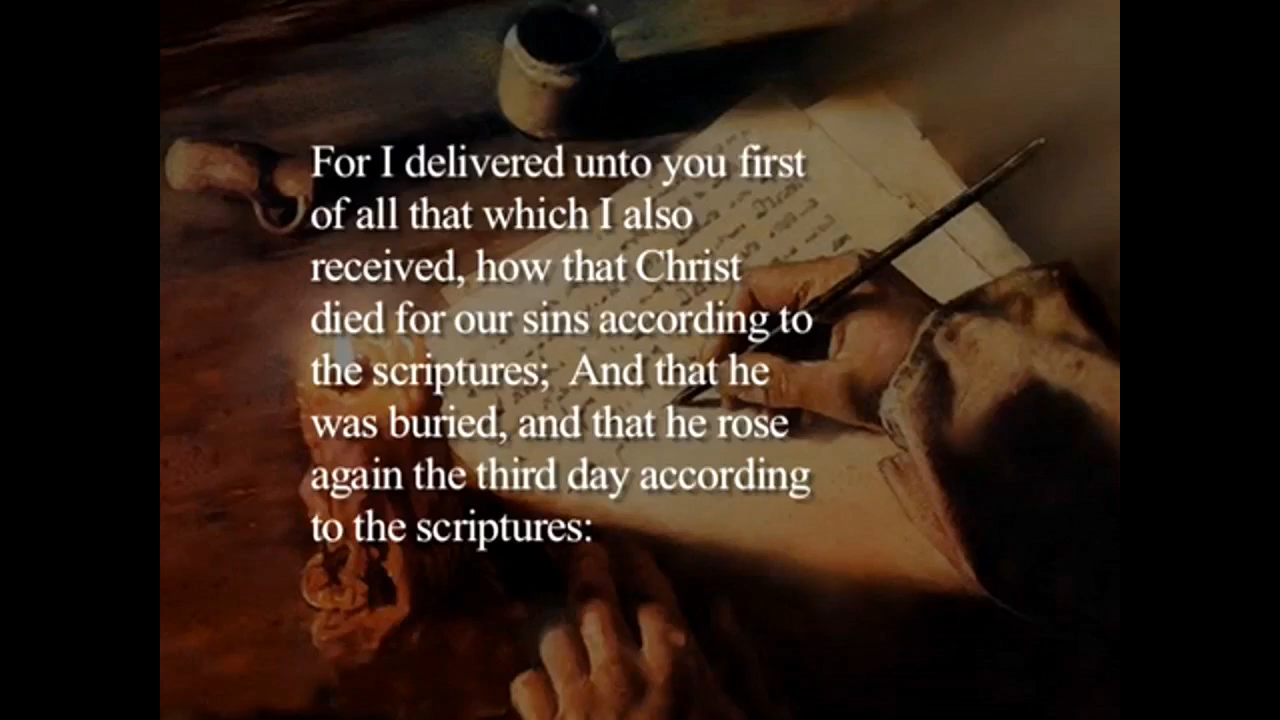 For I delivered unto you first
of all that which I also
received, how that Christ
died for our sins according to
the scriptures;  And that he
was buried, and that he rose
again the third day according
to the scriptures: